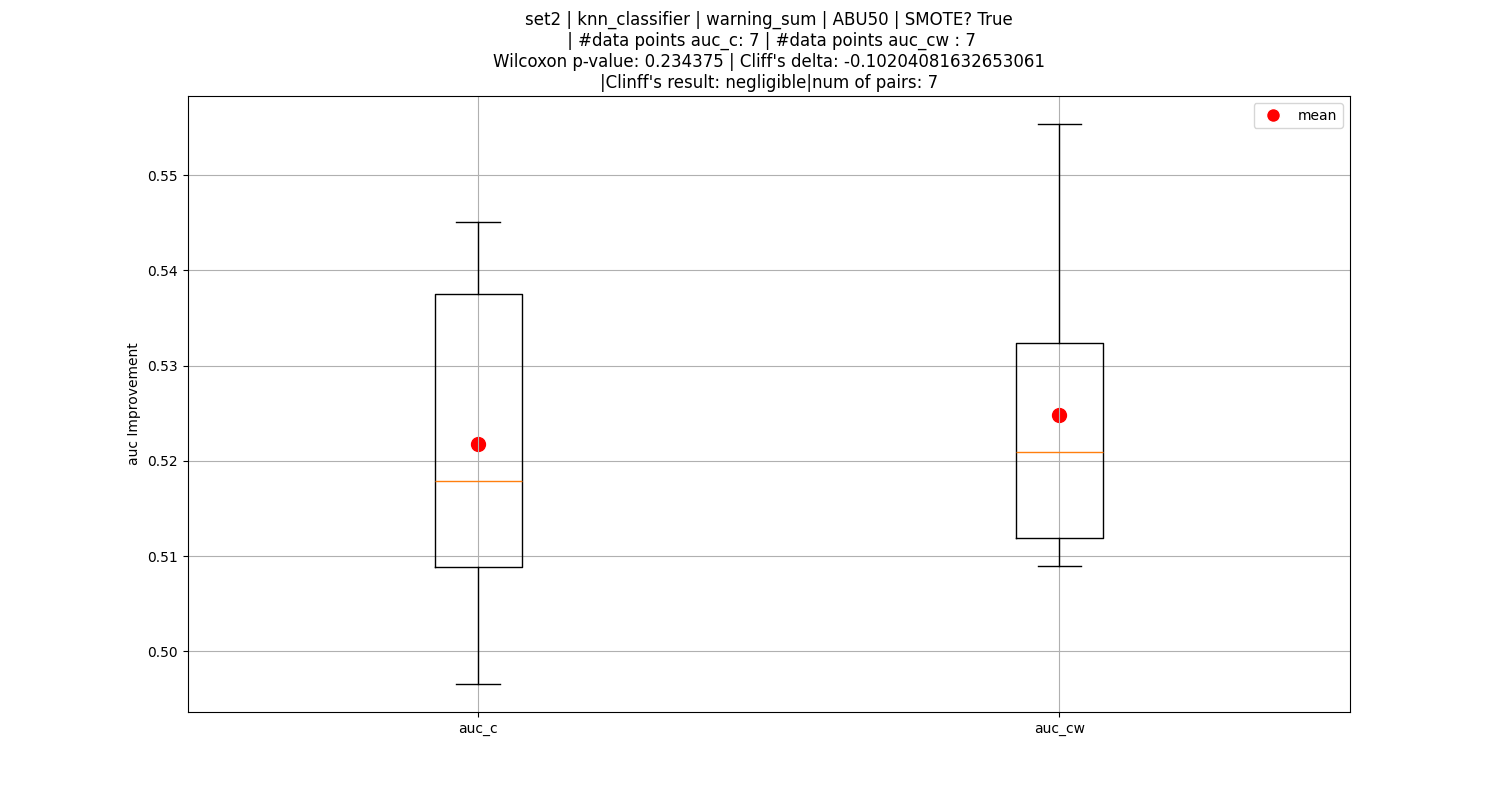 set2 | knn_classifier | warning_sum | ABU50 | SMOTE? True
| #data points auc_c: 7 | #data points auc_cw : 7
Wilcoxon p-value: 0.234375 | Cliff's delta: -0.10204081632653061
|Clinff's result: negligible|num of pairs: 7
mean
0.55
0.54
0.53
0.52
0.51
0.50
auc Improvement
auc_c
auc_cw